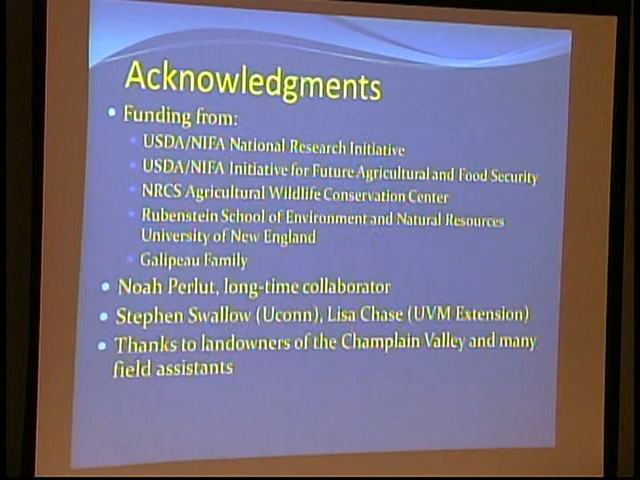 Acknowledgments
• Funding from:
• USDA/NIFA National Research Initiative
• USDA/NIFA Initiative for Future Agricultural and Food Security
• NRCS Agricultural Wildlife Conservation Center
• Rubenstein School of Environment and Natural Resources
University of New England
• Galipeau Family
• Noah Perlut, long-time collaborator
• Stephen Swallow (Uconn), Lisa Chase (UVM Extension)
• Thanks to landowners of the Champlain Valley and many
field assistants